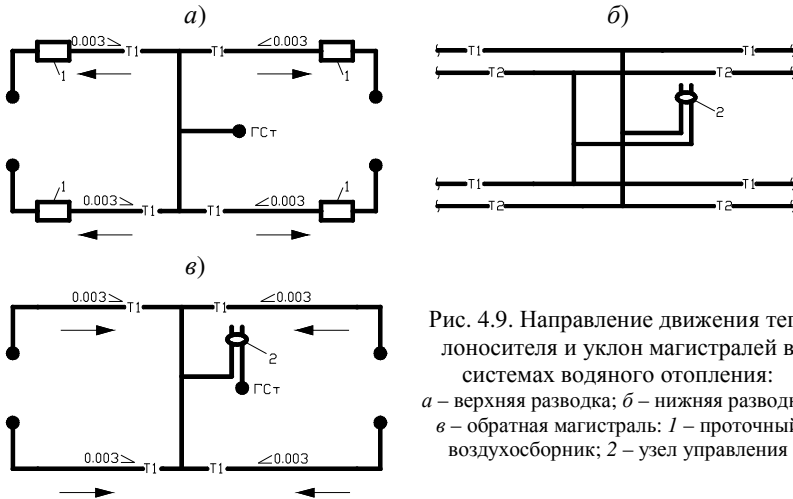 а)
0.003 Т1 Т1 0.003
1 1
ГСт
1 1
0.003 Т1 Т1 0.003
б)
Т1 Т1
Т2 Т2
2
Т1 Т1
Т2 Т2
в)
0.003 Т1 Т1 0.003
2
ГСт
0.003 Т1 Т1 0.003
Рис. 4.9. Направление движения теп-
лоносителя и уклон магистралей в
системах водяного отопления:
а – верхняя разводка; б – нижняя разводк
в – обратная магистраль: 1 – проточный
воздухосборник; 2 – узел управления